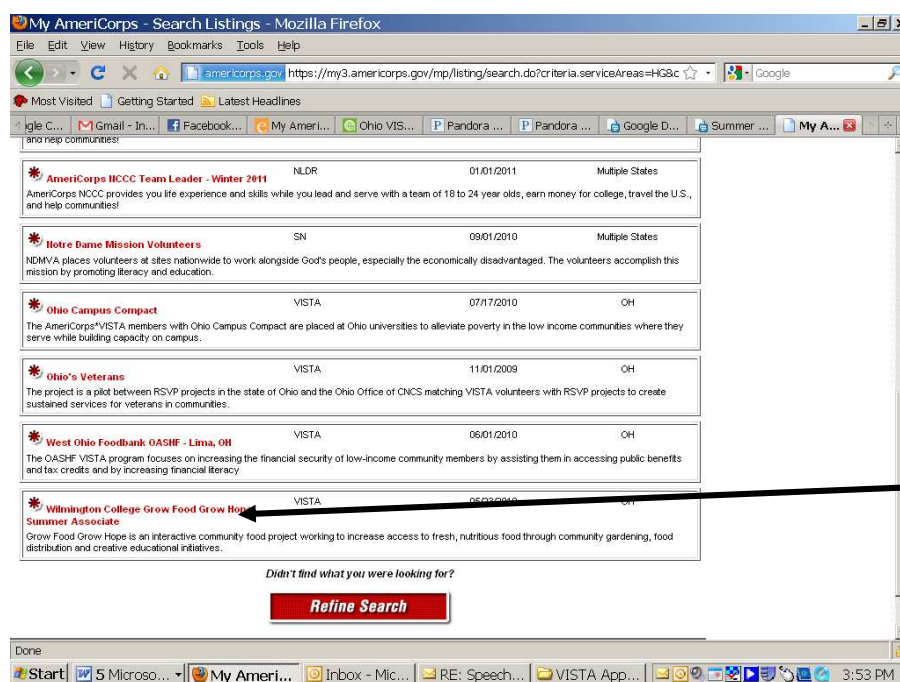 My AmeriCorps - Search Listings - Mozilla Firefox
File Edit View History Bookmarks Tools Help
americorps.gov https://my3.americorps.gov/mp/listing/search.do?criteria.serviceAreas=HG&c Google
Most Visited Getting Started Latest Headlines
gle C... Gmail - In... Facebook... My Ameri... Ohio VIS... Pandora ... Pandora ... Google D... Summer ... My A...
and help communities!
AmeriCorps NCCC Team Leader - Winter 2011 NLDR 01/01/2011 Multiple States
AmeriCorps NCCC provides you life experience and skills while you lead and serve with a team of 18 to 24 year olds, earn money for college, travel the U.S.,
and help communities!
Notre Dame Mission Volunteers SN 09/01/2010 Multiple States
NDMVA places volunteers at sites nationwide to work alongside God's people, especially the economically disadvantaged. The volunteers accomplish this
mission by promoting literacy and education.
Ohio Campus Compact VISTA 07/17/2010 OH
The AmeriCorps*VISTA members with Ohio Campus Compact are placed at Ohio universities to alleviate poverty in the low income communities where they
serve while building capacity on campus.
Ohio's Veterans VISTA 11/01/2009 OH
The project is a pilot between RSVP projects in the state of Ohio and the Ohio Office of CNCS matching VISTA volunteers with RSVP projects to create
sustained services for veterans in communities.
West Ohio Foodbank OASHF - Lima, OH VISTA 06/01/2010 OH
The OASHF VISTA program focuses on increasing the financial security of low-income community members by assisting them in accessing public benefits
and tax credits and by increasing financial literacy
Wilmington College Grow Food Grow Hope VISTA OH
Summer Associate
Grow Food Grow Hope is an interactive community food project working to increase access to fresh, nutritious food through community gardening, food
distribution and creative educational initiatives.
Didn't find what you were looking for?
Refine Search
Done
Start 5 Microso... My Ameri... Inbox - Mic... RE: Speech... VISTA App... 3:53 PM